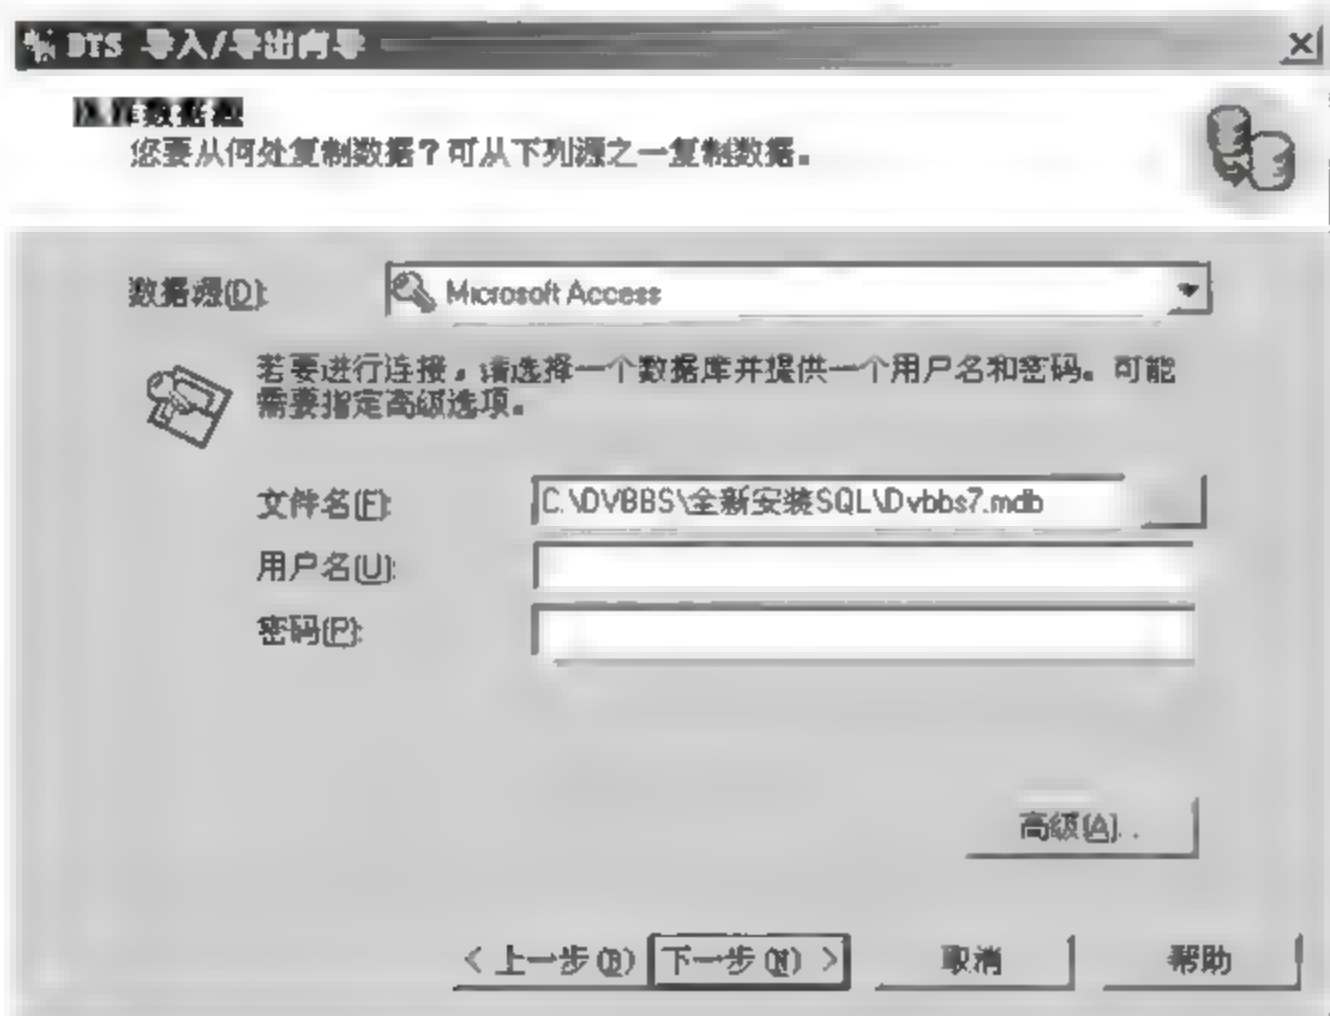 DTS 导入/导出向导
选择数据源
您要从何处复制数据？可从下列源之一复制数据。
数据源(D):
Microsoft Access
若要进行连接，请选择一个数据库并提供一个用户名和密码。可能
需要指定高级选项。
文件名(F):
C:\DVBBS\全新安装SQL\Dvbbs7.mdb
用户名(U):
密码(P):
高级(A)...
< 上一步(B)
下一步(N) >
取消
帮助